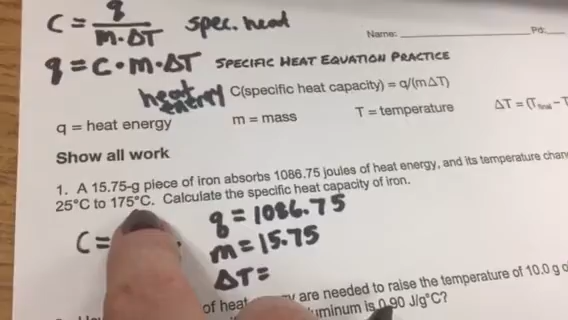 C = q / m·ΔT spec. heat
Name: Pd:
q = C·m·ΔT SPECIFIC HEAT EQUATION PRACTICE
heat energy C(specific heat capacity) = q/(mΔT)
q = heat energy m = mass T = temperature ΔT = (T final – T
Show all work
1. A 15.75-g piece of iron absorbs 1086.75 joules of heat energy, and its temperature chan
25°C to 175°C. Calculate the specific heat capacity of iron.
C = q = 1086.75
m = 15.75
ΔT =
of heat are needed to raise the temperature of 10.0 g o
is 0.90 J/g°C?